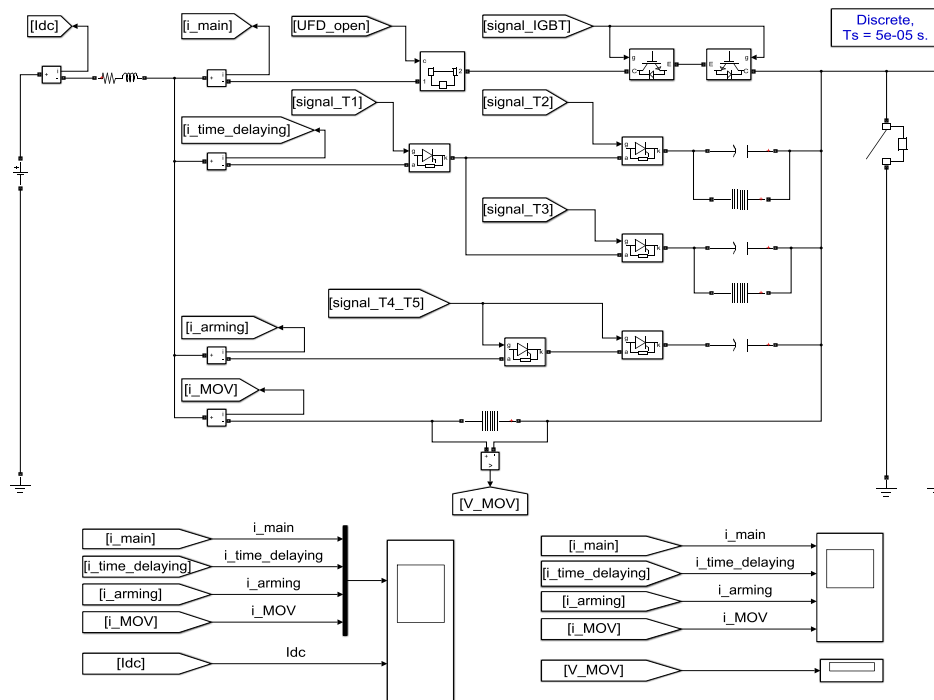 [Idc]
[i_main]
[UFD_open]
[signal_IGBT]
Discrete,
Ts = 5e-05 s.
[signal_T1]
[signal_T2]
[i_time_delaying]
[signal_T3]
[signal_T4_T5]
[i_arming]
[i_MOV]
[V_MOV]
[i_main]
i_main
[i_time_delaying]
i_time_delaying
[i_arming]
i_arming
[i_MOV]
i_MOV
[Idc]
Idc
[i_main]
i_main
[i_time_delaying]
i_time_delaying
[i_arming]
i_arming
[i_MOV]
i_MOV
[V_MOV]